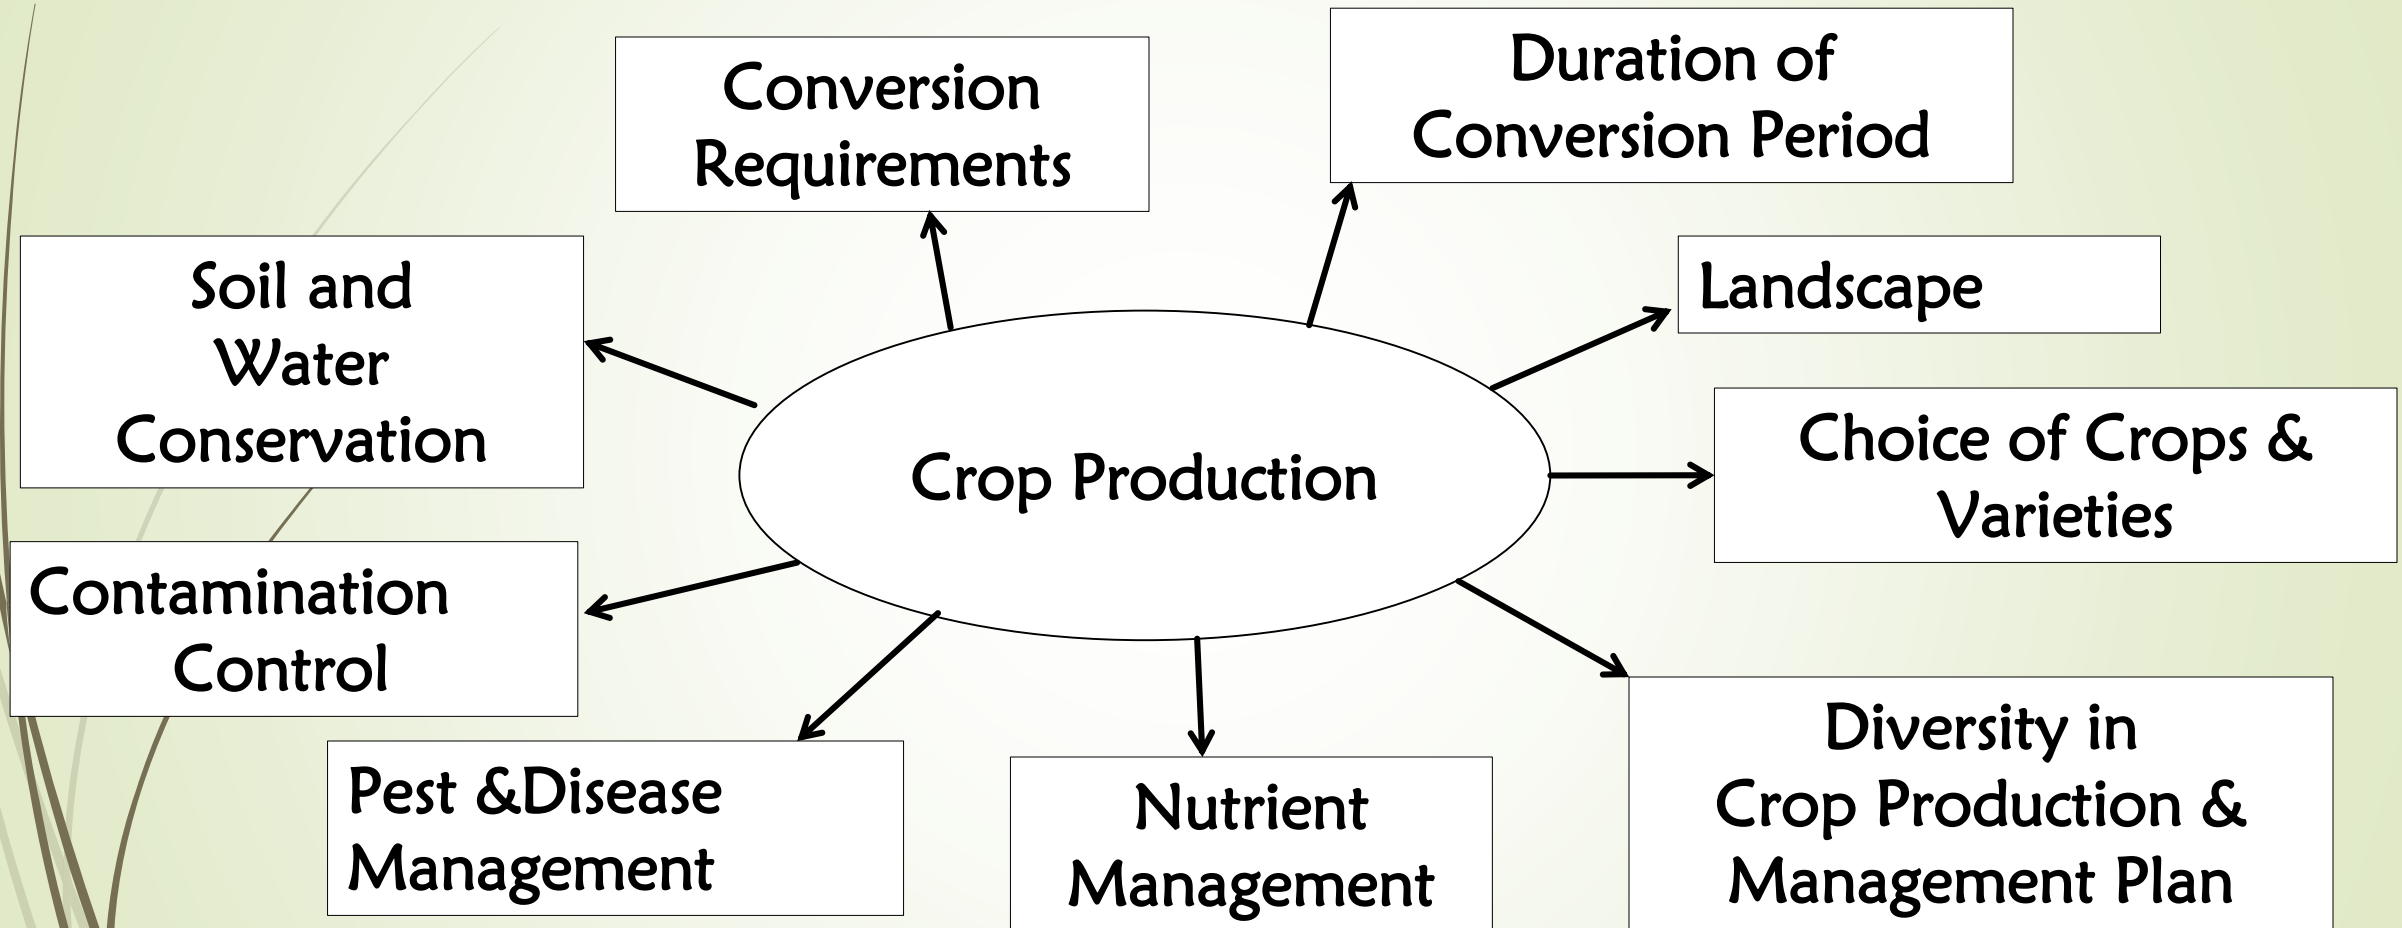 Conversion
Requirements
Duration of
Conversion Period
Soil and
Water
Conservation
Landscape
Crop Production
Choice of Crops &
Varieties
Contamination
Control
Pest &Disease
Management
Nutrient
Management
Diversity in
Crop Production &
Management Plan